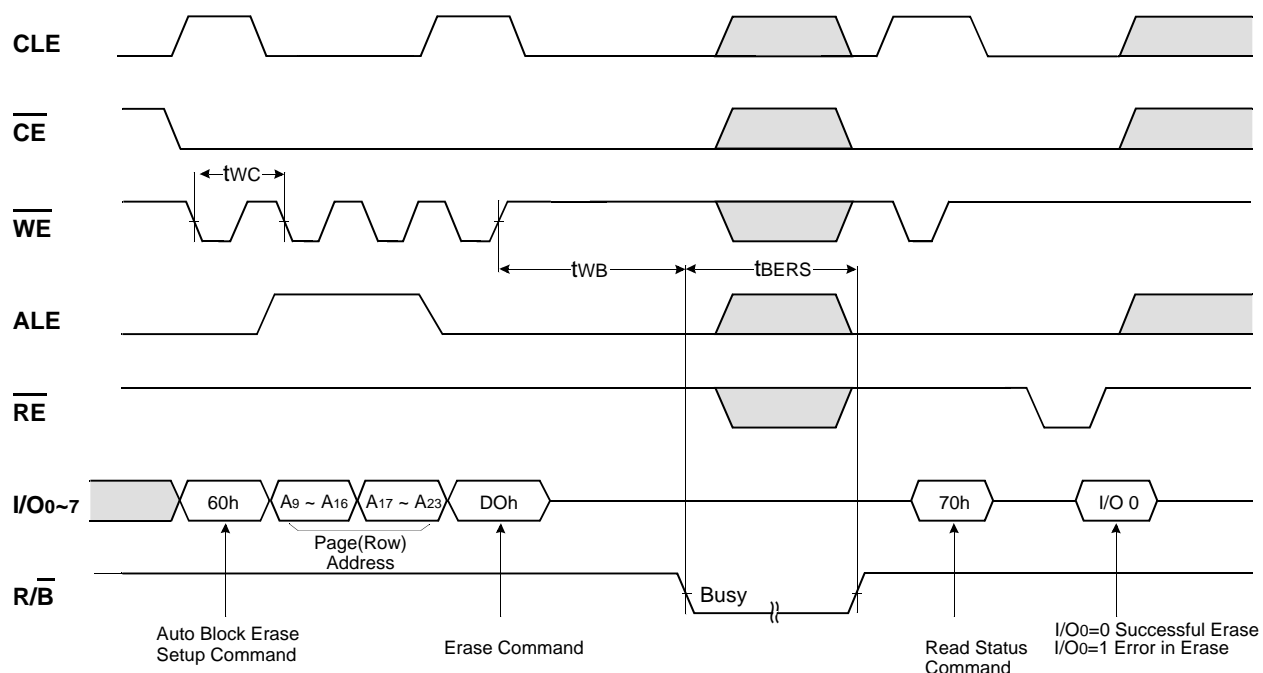 CLE
CE
tWC
WE
tWB
tBERS
ALE
RE
I/O0~7
60h
A9 ~ A16
A17 ~ A23
DOh
70h
I/O 0
Page(Row)
Address
R/B
Busy
Auto Block Erase
Setup Command
Erase Command
Read Status
Command
I/O0=0 Successful Erase
I/O0=1 Error in Erase